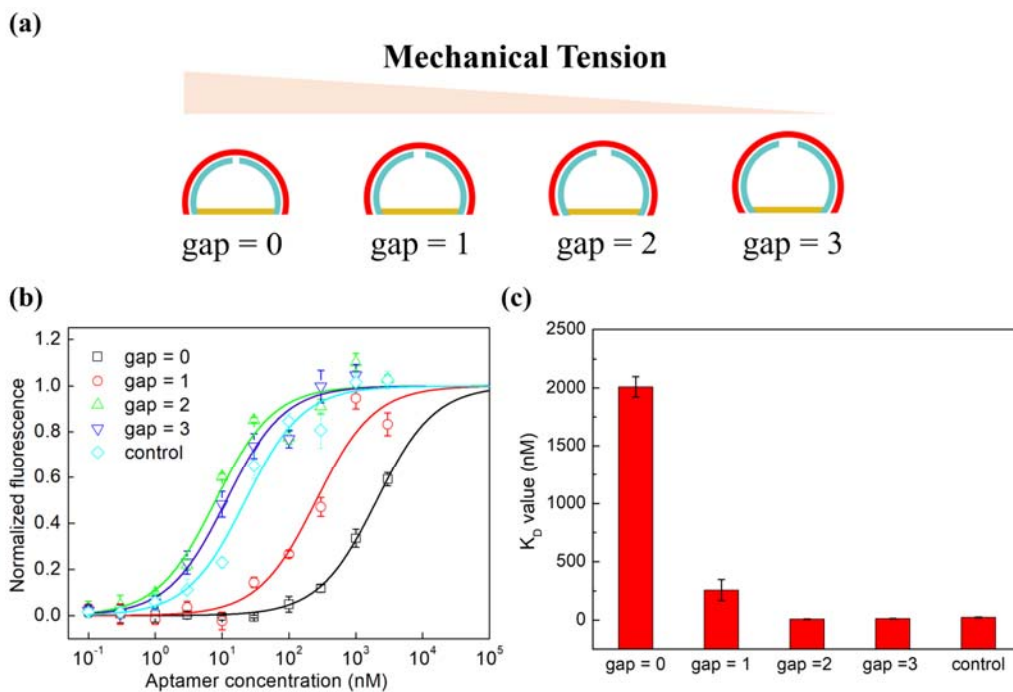 (a)
Mechanical Tension
gap = 0 gap = 1 gap = 2 gap = 3
(b)
Normalized fluorescence
1.2
1.0
0.8
0.6
0.4
0.2
0.0
gap = 0
gap = 1
gap = 2
gap = 3
control
10⁻¹ 10⁰ 10¹ 10² 10³ 10⁴ 10⁵
Aptamer concentration (nM)
(c)
K_D value (nM)
2500
2000
1500
1000
500
0
gap = 0 gap = 1 gap =2 gap =3 control